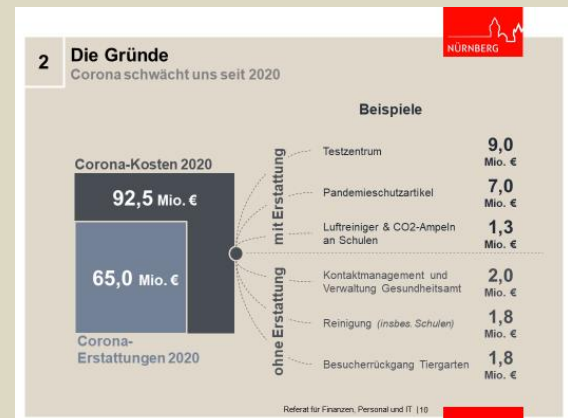 2
Die Gründe
Corona schwächt uns seit 2020
NÜRNBERG
Beispiele
Corona-Kosten 2020
92,5 Mio. €
65,0 Mio. €
Corona-
Erstattungen 2020
mit Erstattung
Testzentrum
9,0
Mio. €
Pandemieschutzartikel
7,0
Mio. €
Luftreiniger & CO2-Ampeln
an Schulen
1,3
Mio. €
ohne Erstattung
Kontaktmanagement und
Verwaltung Gesundheitsamt
2,0
Mio. €
Reinigung (insbes. Schulen)
1,8
Mio. €
Besucherrückgang Tiergarten
1,8
Mio. €
Referat für Finanzen, Personal und IT |10